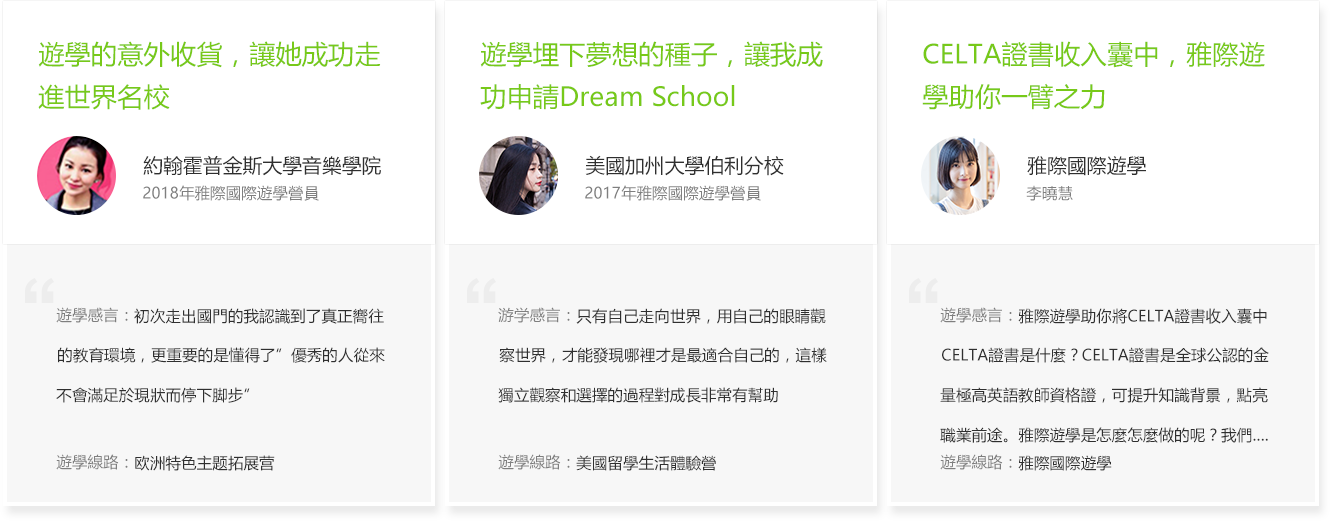 遊學的意外收貨，讓她成功走
進世界名校
約翰霍普金斯大學音樂學院
2018年雅際國際遊學營員
遊學感言：初次走出國門的我認識到了真正嚮往
的教育環境，更重要的是懂得了”優秀的人從來
不會滿足於現狀而停下脚步”
遊學線路：欧洲特色主题拓展营
遊學埋下夢想的種子，讓我成
功申請Dream School
美國加州大學伯利分校
2017年雅際國際遊學營員
游学感言：只有自己走向世界，用自己的眼睛觀
察世界，才能發現哪裡才是最適合自己的，這樣
獨立觀察和選擇的過程對成長非常有幫助
遊學線路：美國留學生活體驗營
CELTA證書收入囊中，雅際遊
學助你一臂之力
雅際國際遊學
李曉慧
遊學感言：雅際遊學助你將CELTA證書收入囊中
CELTA證書是什麼？CELTA證書是全球公認的金
量極高英語教師資格證，可提升知識背景，點亮
職業前途。雅際遊學是怎麼怎麼做的呢？我們....
遊學線路：雅際國際遊學